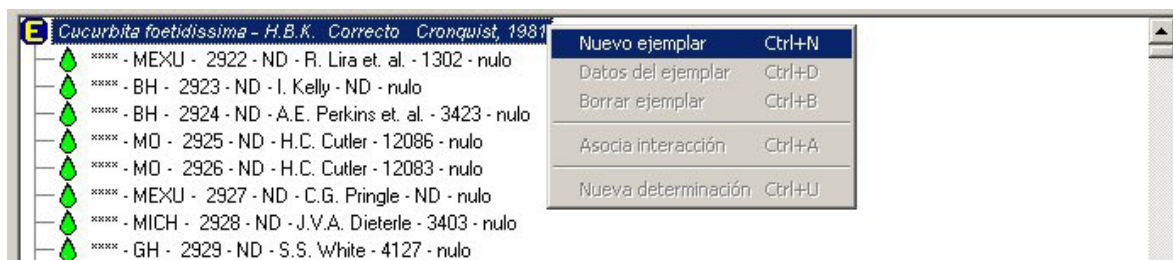 E Cucurbita foetidissima - H.B.K. Correcto Cronquist, 1981
**** - MEXU - 2922 - ND - R. Lira et. al. - 1302 - nulo
**** - BH - 2923 - ND - I. Kelly - ND - nulo
**** - BH - 2924 - ND - A.E. Perkins et. al. - 3423 - nulo
**** - MO - 2925 - ND - H.C. Cutler - 12086 - nulo
**** - MO - 2926 - ND - H.C. Cutler - 12083 - nulo
**** - MEXU - 2927 - ND - C.G. Pringle - ND - nulo
**** - MICH - 2928 - ND - J.V.A. Dieterle - 3403 - nulo
**** - GH - 2929 - ND - S.S. White - 4127 - nulo
Nuevo ejemplar Ctrl+N
Datos del ejemplar Ctrl+D
Borrar ejemplar Ctrl+B
Asocia interacción Ctrl+A
Nueva determinación Ctrl+U